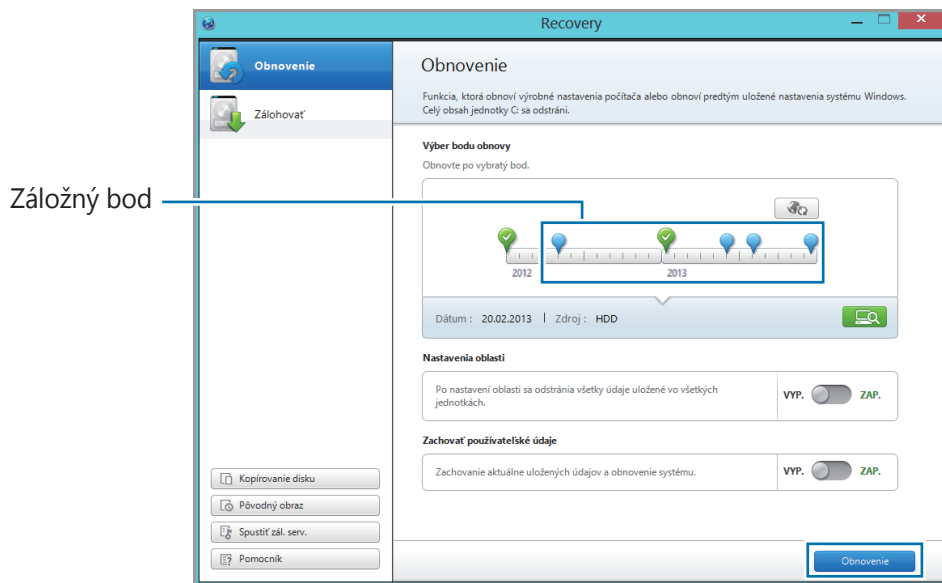 Recovery
Obnovenie
Zálohovať
Obnovenie
Funkcia, ktorá obnoví výrobné nastavenia počítača alebo obnoví predtým uložené nastavenia systému Windows.
Celý obsah jednotky C: sa odstráni.
Výber bodu obnovy
Obnovte po vybratý bod.
Záložný bod
2012 2013
Dátum : 20.02.2013 | Zdroj : HDD
Nastavenia oblasti
Po nastavení oblasti sa odstránia všetky údaje uložené vo všetkých
jednotkách.
VYP. ZAP.
Zachovať používateľské údaje
Zachovanie aktuálne uložených údajov a obnovenie systému.
VYP. ZAP.
Kopírovanie disku
Pôvodný obraz
Spustiť zál. serv.
Pomocník
Obnovenie